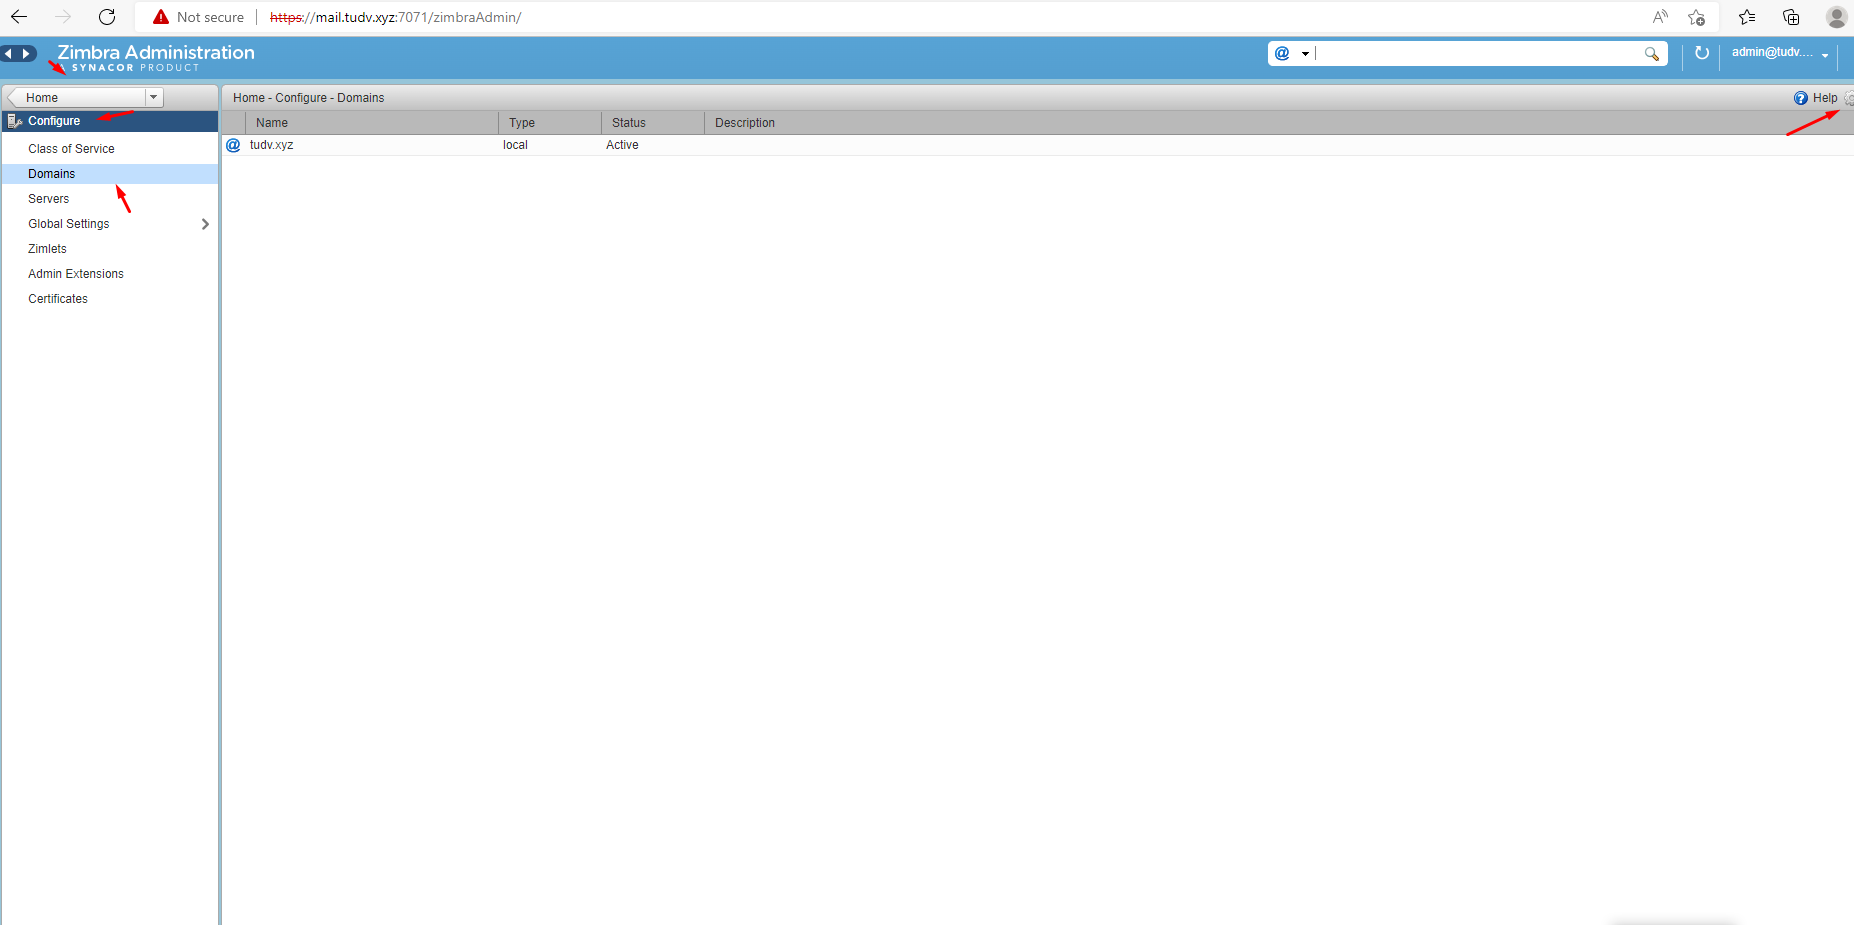 Not secure | https://mail.tudv.xyz:7071/zimbraAdmin/
Zimbra Administration
SYNACOR PRODUCT
@
admin@tudv....
Home
Home - Configure - Domains
Help
Configure
Name Type Status Description
@ tudv.xyz local Active
Class of Service
Domains
Servers
Global Settings
Zimlets
Admin Extensions
Certificates